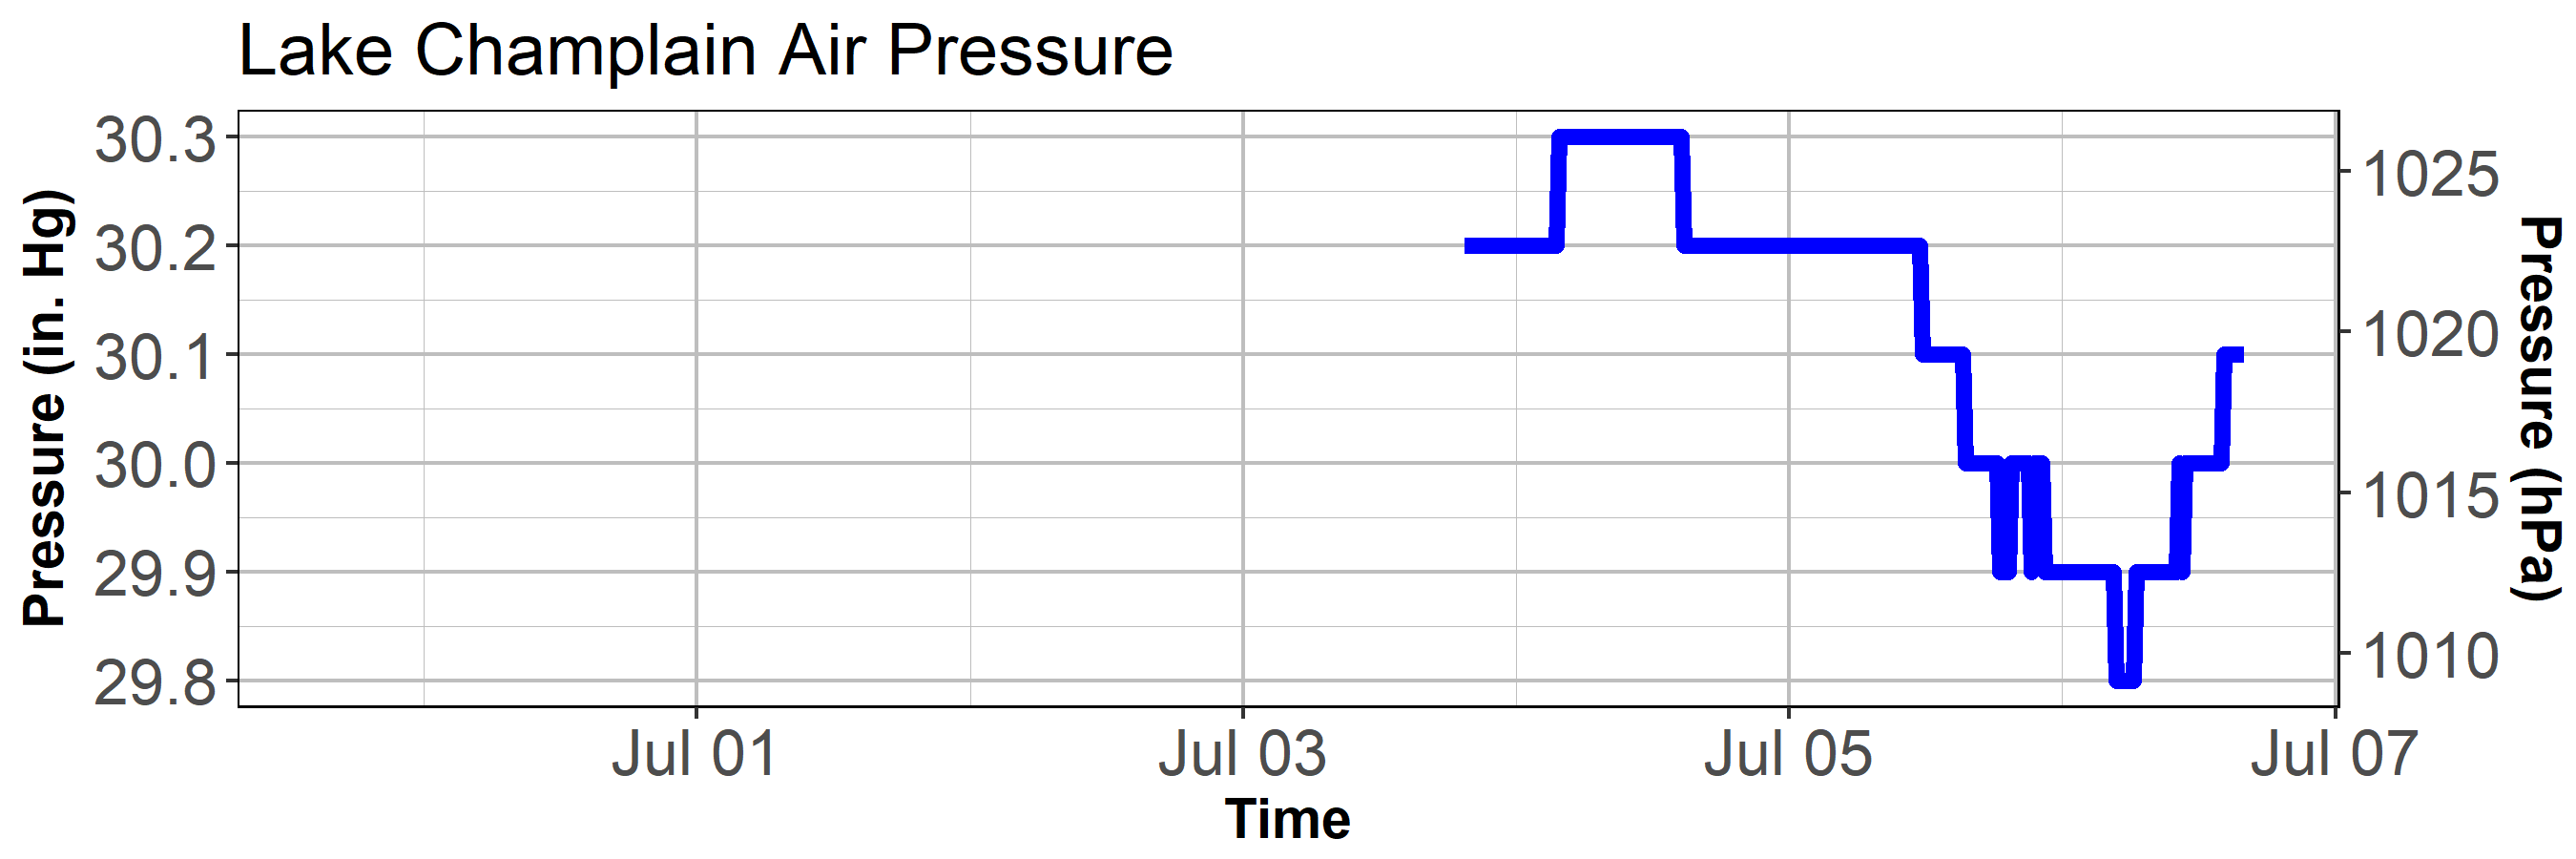 Lake Champlain Air Pressure
Pressure (in. Hg)
30.3
30.2
30.1
30.0
29.9
29.8
1025
1020
1015
1010
Pressure (hPa)
Jul 01
Jul 03
Jul 05
Jul 07
Time